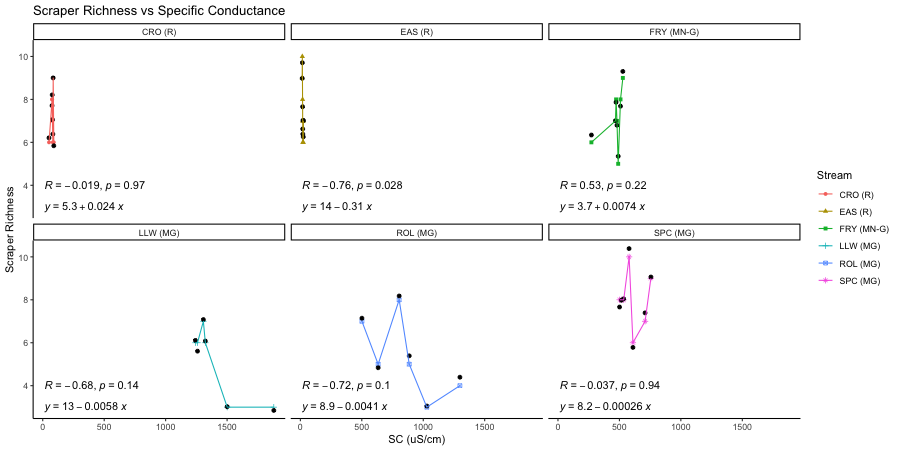 Scraper Richness vs Specific Conductance
CRO (R)
EAS (R)
FRY (MN-G)
10
8
6
4
R = −0.019, p = 0.97
y = 5.3 + 0.024 x
R = −0.76, p = 0.028
y = 14 − 0.31 x
R = 0.53, p = 0.22
y = 3.7 + 0.0074 x
LLW (MG)
ROL (MG)
SPC (MG)
10
8
6
4
R = −0.68, p = 0.14
y = 13 − 0.0058 x
R = −0.72, p = 0.1
y = 8.9 − 0.0041 x
R = −0.037, p = 0.94
y = 8.2 − 0.00026 x
0 500 1000 1500
0 500 1000 1500
0 500 1000 1500
SC (uS/cm)
Scraper Richness
Stream
CRO (R)
EAS (R)
FRY (MN-G)
LLW (MG)
ROL (MG)
SPC (MG)